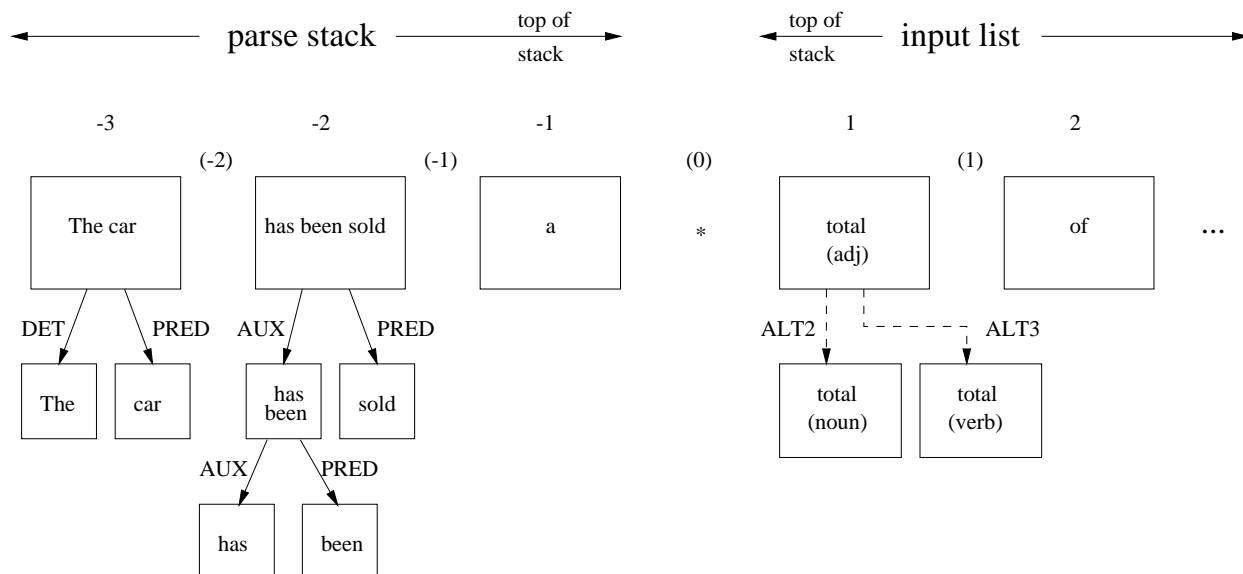 parse stack
top of
stack
top of
stack
input list
-3
-2
-1
1
2
(-2)
(-1)
(0)
(1)
The car
has been sold
a
*
total
(adj)
of
...
DET
PRED
AUX
PRED
ALT2
ALT3
The
car
has
been
sold
total
(noun)
total
(verb)
AUX
PRED
has
been